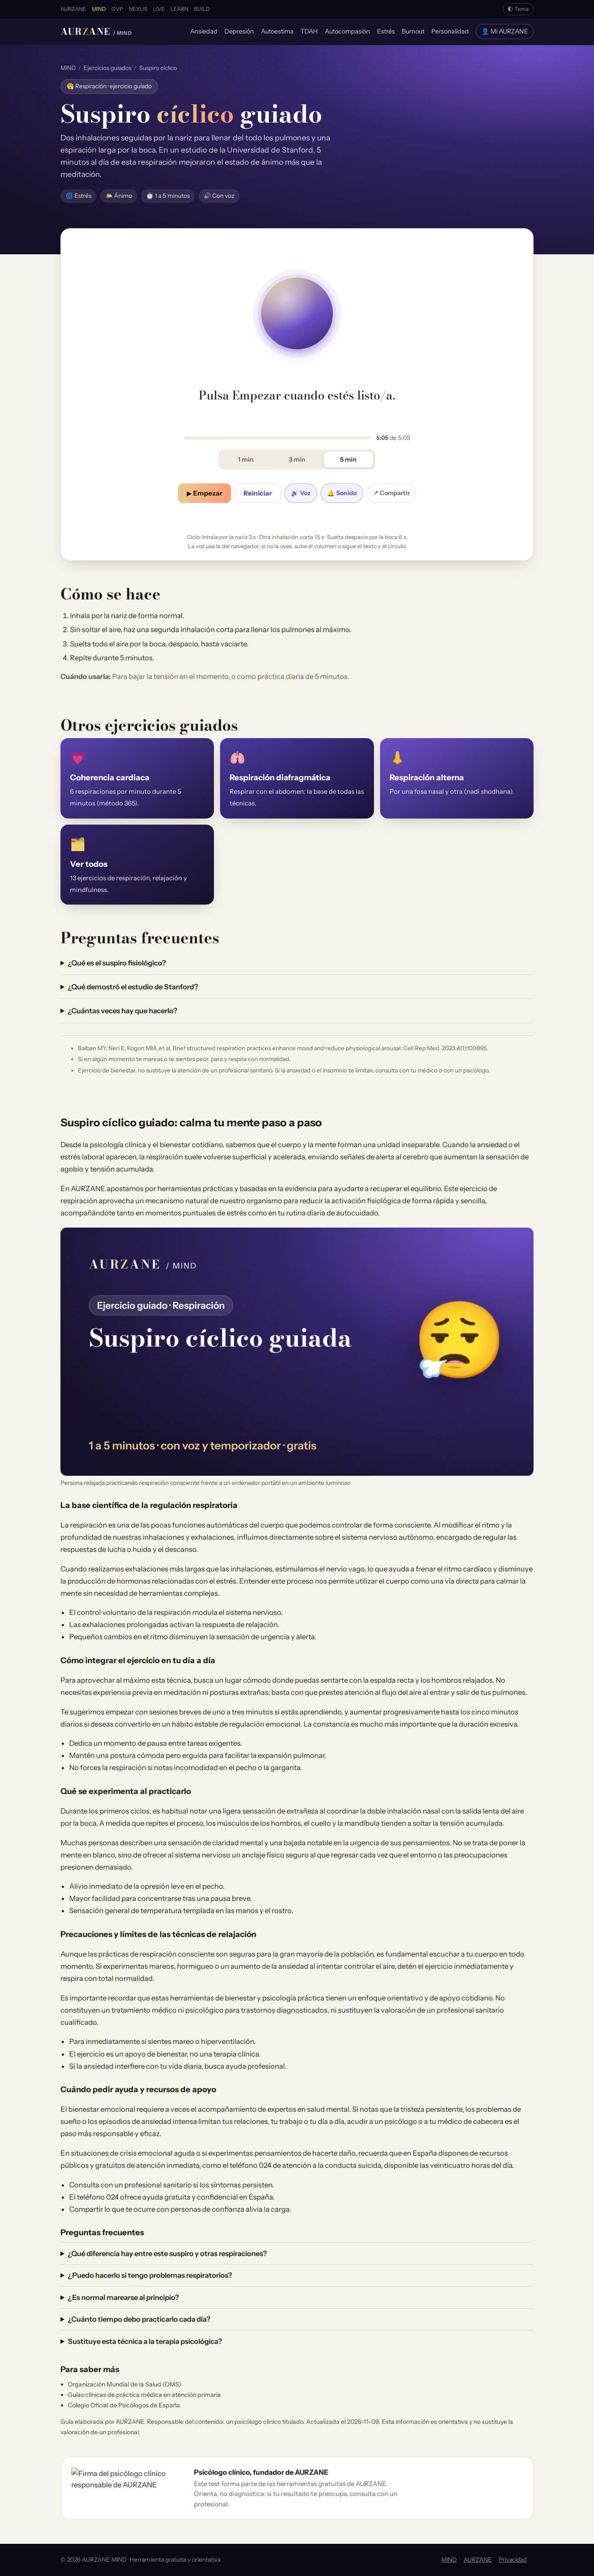 AURZANE MIND OVP NEXUS LIVE LEARN BUILD
Tema
AURZANE / MIND
Ansiedad Depresión Autoestima TDAH Autocompasión Estrés Burnout Personalidad Mi AURZANE
MIND / Ejercicios guiados / Suspiro cíclico
Respiración · ejercicio guiado
Suspiro cíclico guiado
Dos inhalaciones seguidas por la nariz para llenar del todo los pulmones y una
espiración larga por la boca. En un estudio de la Universidad de Stanford, 5
minutos al día de esta respiración mejoraron el estado de ánimo más que la
meditación.
Estrés Ánimo 1 a 5 minutos Con voz
Pulsa Empezar cuando estés listo/a.
5:05 de 5:05
1 min 3 min 5 min
▶ Empezar Reiniciar Voz Sonido ↗ Compartir
Ciclo: Inhala por la nariz 3 s · Otra inhalación corta 1.5 s · Suelta despacio por la boca 6 s.
La voz usa la del navegador; si no la oyes, sube el volumen o sigue el texto y el círculo.
Cómo se hace
1. Inhala por la nariz de forma normal.
2. Sin soltar el aire, haz una segunda inhalación corta para llenar los pulmones al máximo.
3. Suelta todo el aire por la boca, despacio, hasta vaciarte.
4. Repite durante 5 minutos.
Cuándo usarla: Para bajar la tensión en el momento, o como práctica diaria de 5 minutos.
Otros ejercicios guiados
Coherencia cardiaca
6 respiraciones por minuto durante 5
minutos (método 365).
Respiración diafragmática
Respirar con el abdomen: la base de todas las
técnicas.
Respiración alterna
Por una fosa nasal y otra (nadi shodhana).
Ver todos
13 ejercicios de respiración, relajación y
mindfulness.
Preguntas frecuentes
¿Qué es el suspiro fisiológico?
¿Qué demostró el estudio de Stanford?
¿Cuántas veces hay que hacerlo?
Balban MY, Neri E, Kogon MM, et al. Brief structured respiration practices enhance mood and reduce physiological arousal. Cell Rep Med. 2023;4(1):100895.
Si en algún momento te mareas o te sientes peor, para y respira con normalidad.
Ejercicio de bienestar, no sustituye la atención de un profesional sanitario. Si la ansiedad o el insomnio te limitan, consulta con tu médico o con un psicólogo.
Suspiro cíclico guiado: calma tu mente paso a paso
Desde la psicología clínica y el bienestar cotidiano, sabemos que el cuerpo y la mente forman una unidad inseparable. Cuando la ansiedad o el
estrés laboral aparecen, la respiración suele volverse superficial y acelerada, enviando señales de alerta al cerebro que aumentan la sensación de
agobio y tensión acumulada.
En AURZANE apostamos por herramientas prácticas y basadas en la evidencia para ayudarte a recuperar el equilibrio. Este ejercicio de
respiración aprovecha un mecanismo natural de nuestro organismo para reducir la activación fisiológica de forma rápida y sencilla,
acompañándote tanto en momentos puntuales de estrés como en tu rutina diaria de autocuidado.
AURZANE / MIND
Ejercicio guiado · Respiración
Suspiro cíclico guiada
1 a 5 minutos · con voz y temporizador · gratis
Persona relajada practicando respiración consciente frente a un ordenador portátil en un ambiente luminoso
La base científica de la regulación respiratoria
La respiración es una de las pocas funciones automáticas del cuerpo que podemos controlar de forma consciente. Al modificar el ritmo y la
profundidad de nuestras inhalaciones y exhalaciones, influimos directamente sobre el sistema nervioso autónomo, encargado de regular las
respuestas de lucha o huida y el descanso.
Cuando realizamos exhalaciones más largas que las inhalaciones, estimulamos el nervio vago, lo que ayuda a frenar el ritmo cardíaco y disminuye
la producción de hormonas relacionadas con el estrés. Entender este proceso nos permite utilizar el cuerpo como una vía directa para calmar la
mente sin necesidad de herramientas complejas.
El control voluntario de la respiración modula el sistema nervioso.
Las exhalaciones prolongadas activan la respuesta de relajación.
Pequeños cambios en el ritmo disminuyen la sensación de urgencia y alerta.
Cómo integrar el ejercicio en tu día a día
Para aprovechar al máximo esta técnica, busca un lugar cómodo donde puedas sentarte con la espalda recta y los hombros relajados. No
necesitas experiencia previa en meditación ni posturas extrañas; basta con que prestes atención al flujo de aire al entrar y salir de tus pulmones.
Te sugerimos empezar con sesiones breves de uno a tres minutos si estás aprendiendo, y aumentar progresivamente hasta los cinco minutos
diarios si deseas convertirlo en un hábito estable de regulación emocional. La constancia es mucho más importante que la duración excesiva.
Dedica un momento de pausa entre tareas exigentes.
Mantén una postura cómoda pero erguida para facilitar la expansión pulmonar.
No forces la respiración si notas incomodidad en el pecho o la garganta.
Qué se experimenta al practicarlo
Durante los primeros ciclos, es habitual notar una ligera sensación de extrañeza al coordinar la doble inhalación nasal con la salida lenta del aire
por la boca. A medida que repites el proceso, los músculos de los hombros, el cuello y la mandíbula tienden a soltar la tensión acumulada.
Muchas personas describen una sensación de claridad mental y una bajada notable en la urgencia de sus pensamientos. No se trata de poner la
mente en blanco, sino de ofrecer al sistema nervioso un anclaje físico seguro al que regresar cada vez que el entorno o las preocupaciones
presionen demasiado.
Alivio inmediato de la opresión leve en el pecho.
Mayor facilidad para concentrarse tras una pausa breve.
Sensación general de temperatura templada en las manos y el rostro.
Precauciones y límites de las técnicas de relajación
Aunque las prácticas de respiración consciente son seguras para la gran mayoría de la población, es fundamental escuchar a tu cuerpo en todo
momento. Si experimentas mareos, hormigueo o un aumento de la ansiedad al intentar controlar el aire, detén el ejercicio inmediatamente y
respira con total normalidad.
Es importante recordar que estas herramientas de bienestar y psicología práctica tienen un enfoque orientativo y de apoyo cotidiano. No
constituyen un tratamiento médico ni psicológico para trastornos diagnosticados, ni sustituyen la valoración de un profesional sanitario
cualificado.
Para inmediatamente si sientes mareo o hiperventilación.
El ejercicio es un apoyo de bienestar, no una terapia clínica.
Si la ansiedad interfiere con tu vida diaria, busca ayuda profesional.
Cuándo pedir ayuda y recursos de apoyo
El bienestar emocional requiere a veces el acompañamiento de expertos en salud mental. Si notas que la tristeza persistente, los problemas de
sueño o los episodios de ansiedad intensa limitan tus relaciones, tu trabajo o tu día a día, acudir a un psicólogo o a tu médico de cabecera es el
paso más responsable y eficaz.
En situaciones de crisis emocional aguda o si experimentas pensamientos de hacerte daño, recuerda que en España dispones de recursos
públicos y gratuitos de atención inmediata, como el teléfono 024 de atención a la conducta suicida, disponible las veinticuatro horas del día.
Consulta con un profesional sanitario si los síntomas persisten.
El teléfono 024 ofrece ayuda gratuita y confidencial en España.
Compartir lo que te ocurre con personas de confianza alivia la carga.
Preguntas frecuentes
¿Qué diferencia hay entre este suspiro y otras respiraciones?
¿Puedo hacerlo si tengo problemas respiratorios?
¿Es normal marearse al principio?
¿Cuánto tiempo debo practicarlo cada día?
Sustituye esta técnica a la terapia psicológica?
Para saber más
Organización Mundial de la Salud (OMS)
Guías clínicas de práctica médica en atención primaria
Colegio Oficial de Psicólogos de España
Guía elaborada por AURZANE. Responsable del contenido: un psicólogo clínico titulado. Actualizada el 2026-11-09. Esta información es orientativa y no sustituye la
valoración de un profesional.
Firma del psicólogo clínico
responsable de AURZANE
Psicólogo clínico, fundador de AURZANE
Este test forma parte de las herramientas gratuitas de AURZANE.
Orienta, no diagnostica: si tu resultado te preocupa, consulta con un
profesional.
© 2026 AURZANE MIND · Herramienta gratuita y orientativa
MIND AURZANE Privacidad